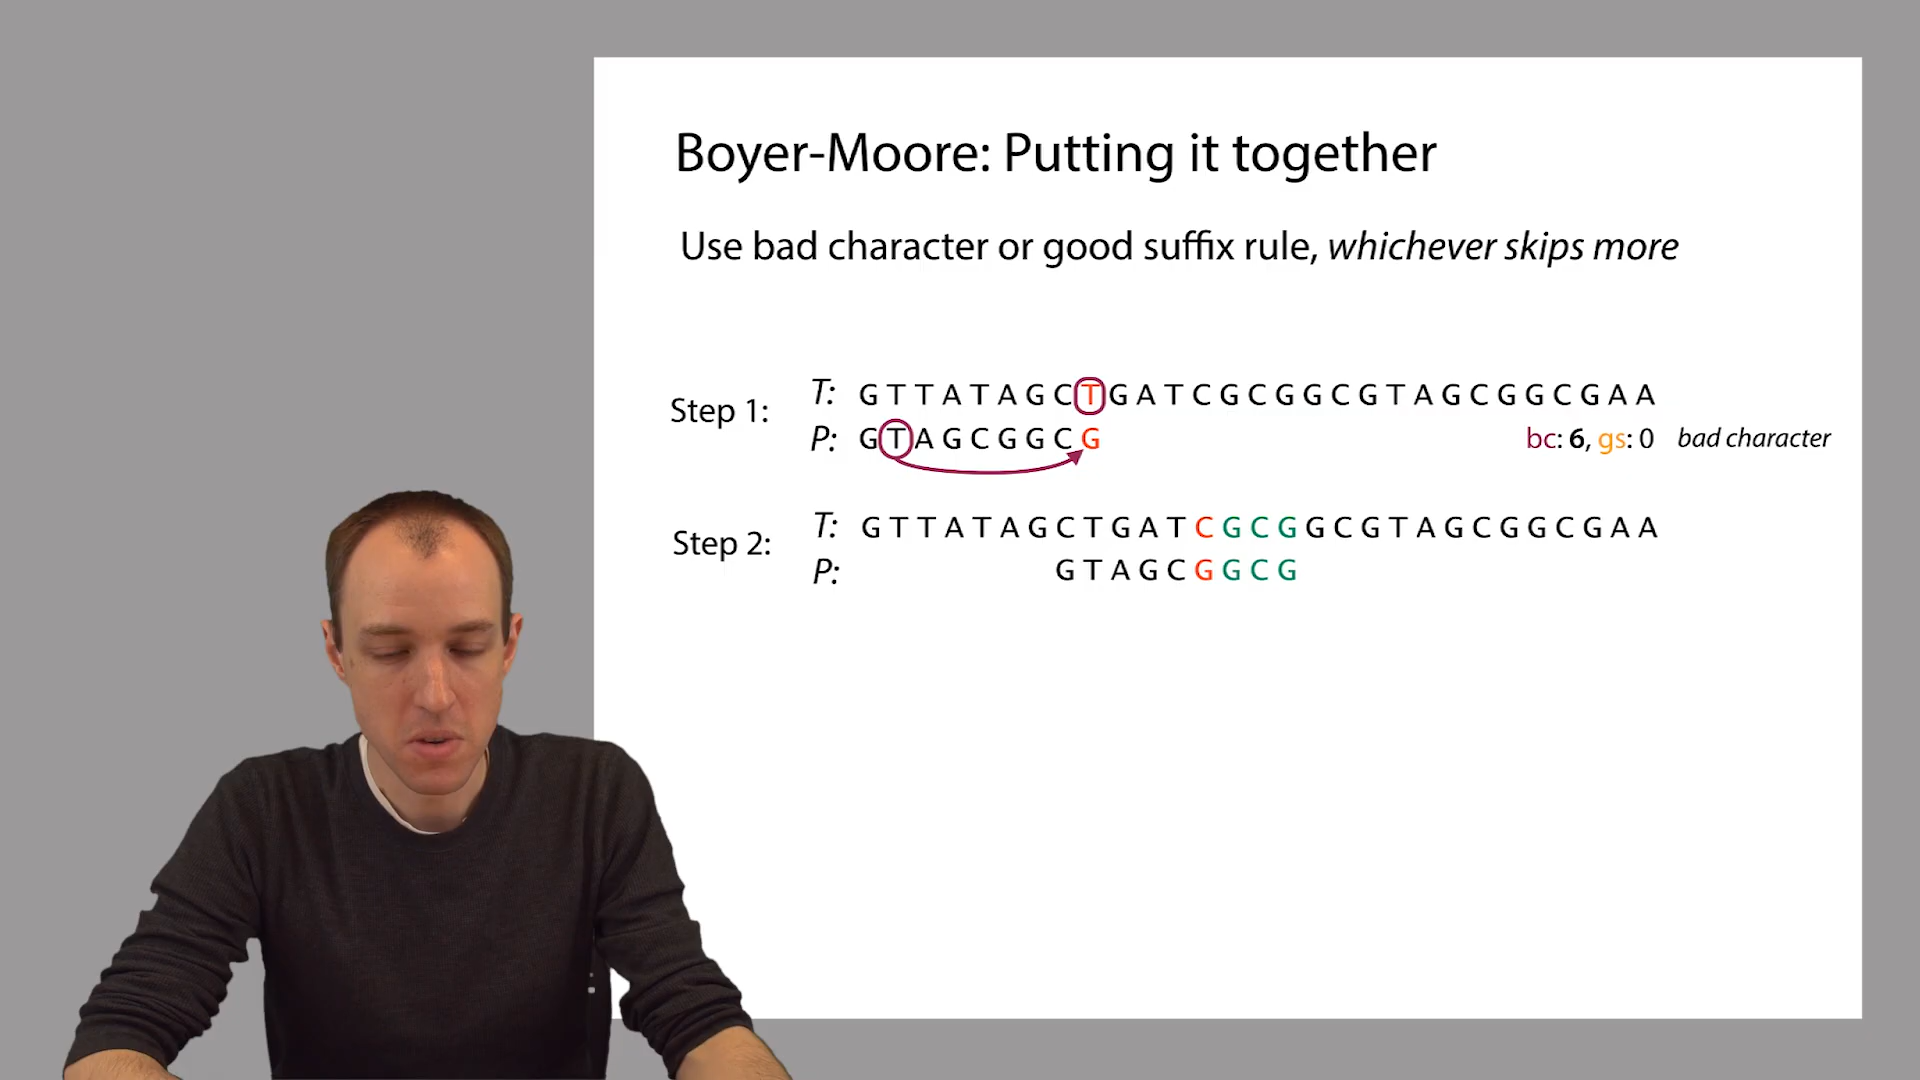 Boyer-Moore: Putting it together
Use bad character or good suffix rule, whichever skips more
Step 1:
T: G T T A T A G C T G A T C G C G G C G T A G C G G C G A A
P: G T A G C G G C G
bc: 6, gs: 0 bad character
Step 2:
T: G T T A T A G C T G A T C G C G G C G T A G C G G C G A A
P: G T A G C G G C G